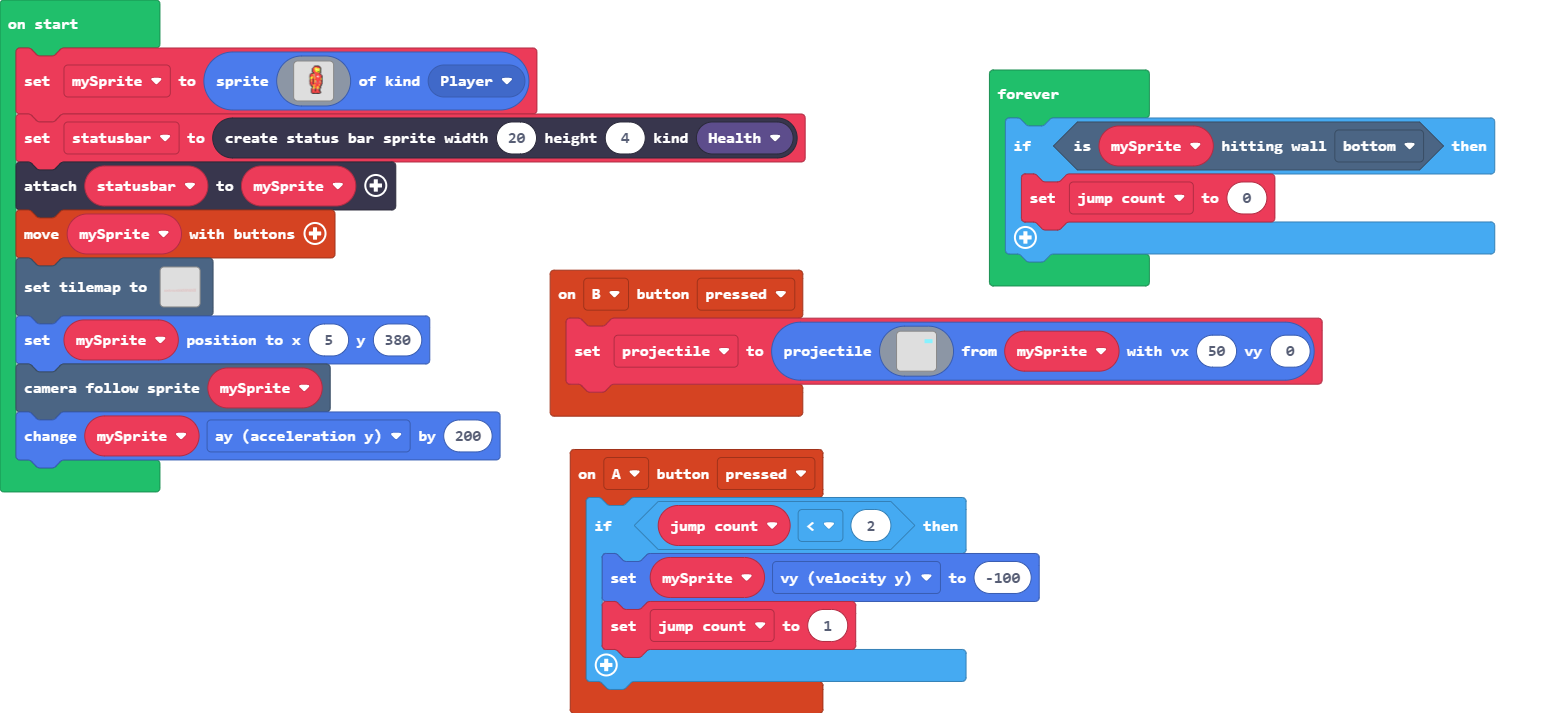 on start
set mySprite to sprite of kind Player
set statusbar to create status bar sprite width 20 height 4 kind Health
attach statusbar to mySprite
move mySprite with buttons
set tilemap to
set mySprite position to x 5 y 380
camera follow sprite mySprite
change mySprite ay (acceleration y) by 200
forever
if is mySprite hitting wall bottom then
set jump count to 0
on B button pressed
set projectile to projectile from mySprite with vx 50 vy 0
on A button pressed
if jump count < 2 then
set mySprite vy (velocity y) to -100
set jump count to 1